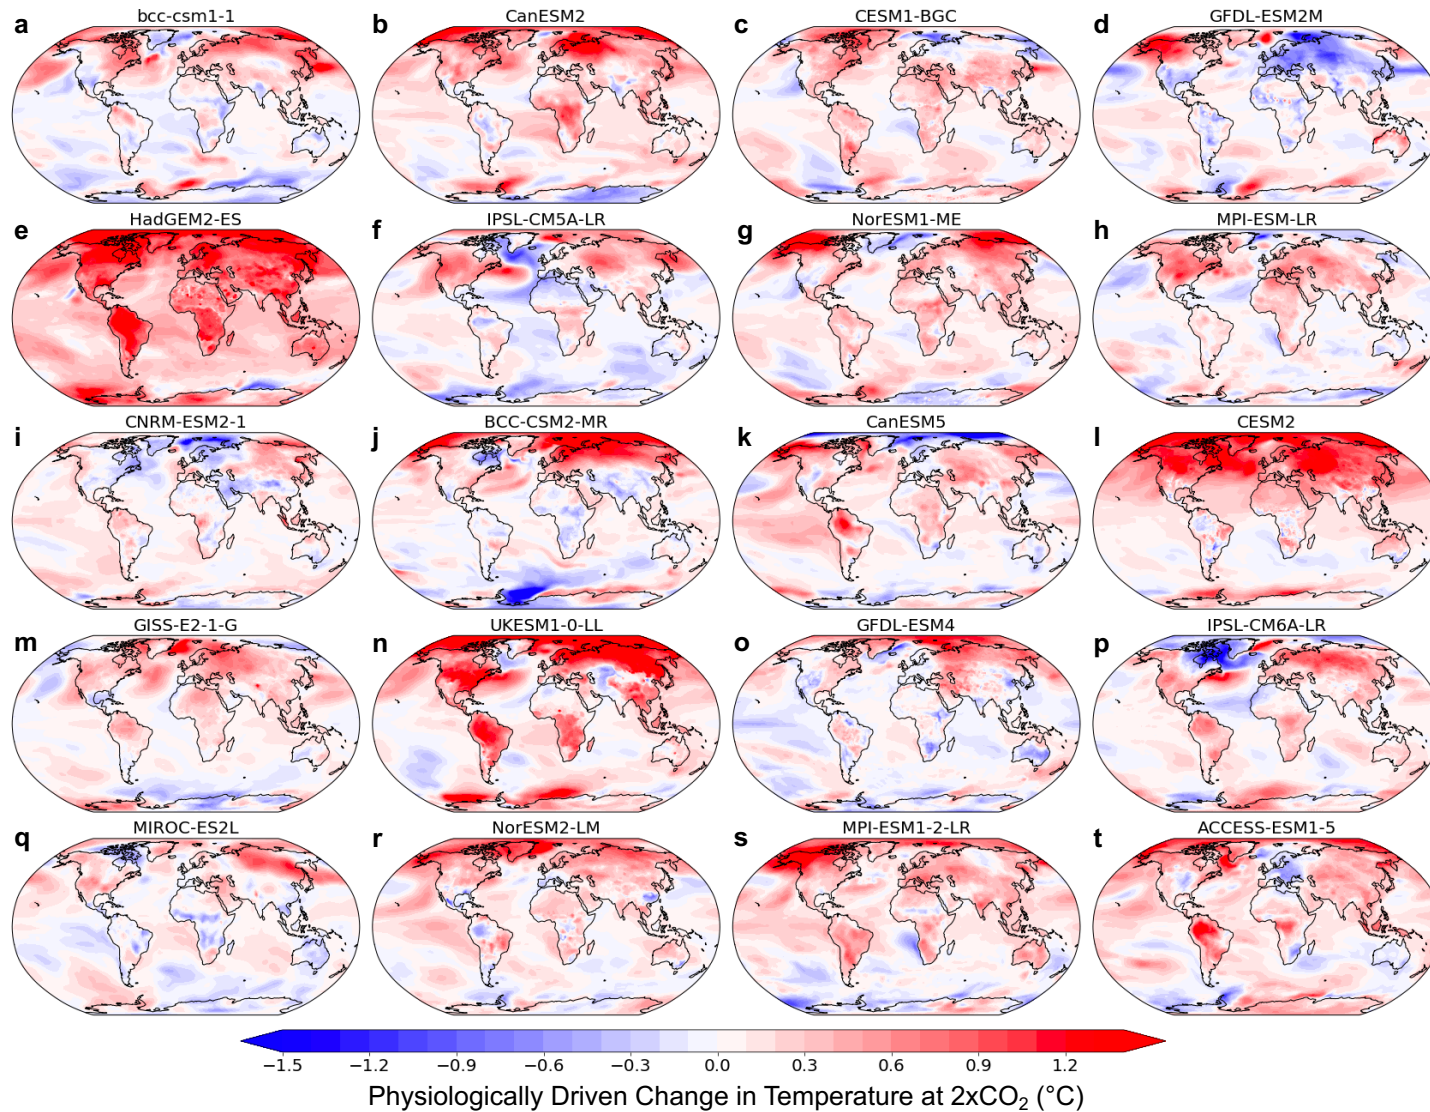 a bcc-csm1-1
b CanESM2
c CESM1-BGC
d GFDL-ESM2M
e HadGEM2-ES
f IPSL-CM5A-LR
g NorESM1-ME
h MPI-ESM-LR
i CNRM-ESM2-1
j BCC-CSM2-MR
k CanESM5
l CESM2
m GISS-E2-1-G
n UKESM1-0-LL
o GFDL-ESM4
p IPSL-CM6A-LR
q MIROC-ES2L
r NorESM2-LM
s MPI-ESM1-2-LR
t ACCESS-ESM1-5
−1.5 −1.2 −0.9 −0.6 −0.3 0.0 0.3 0.6 0.9 1.2
Physiologically Driven Change in Temperature at 2xCO₂ (°C)